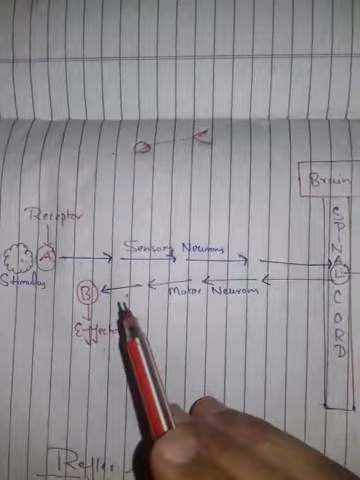 Brain
Receptor
Sensory Neurons
A
Stimulus
SPINAL CORD
B
Motor Neurons
Effector
Reflex